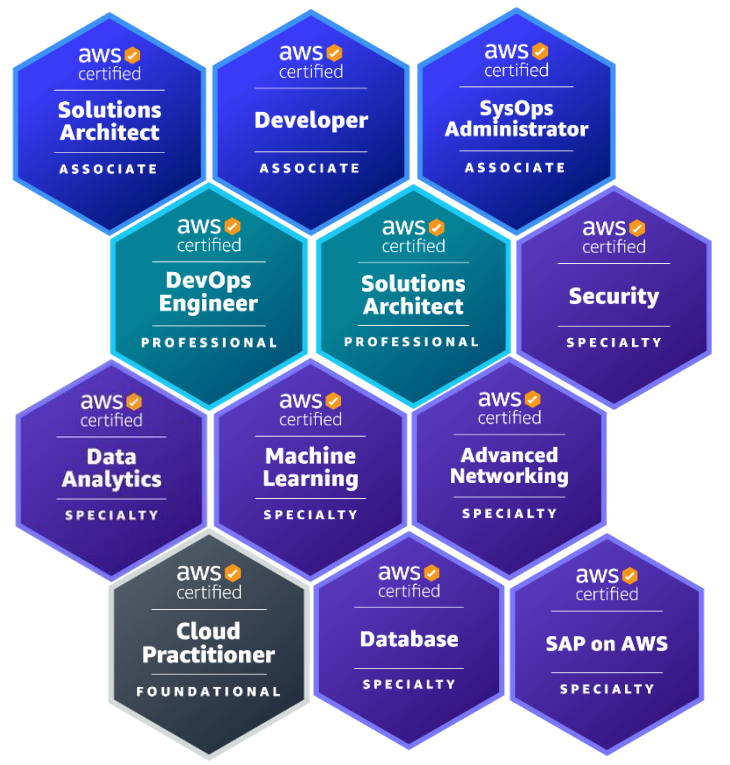 aws
certified
Solutions
Architect
ASSOCIATE
aws
certified
Developer
ASSOCIATE
aws
certified
SysOps
Administrator
ASSOCIATE
aws
certified
DevOps
Engineer
PROFESSIONAL
aws
certified
Solutions
Architect
PROFESSIONAL
aws
certified
Security
SPECIALTY
aws
certified
Data
Analytics
SPECIALTY
aws
certified
Machine
Learning
SPECIALTY
aws
certified
Advanced
Networking
SPECIALTY
aws
certified
Cloud
Practitioner
FOUNDATIONAL
aws
certified
Database
SPECIALTY
aws
certified
SAP on AWS
SPECIALTY